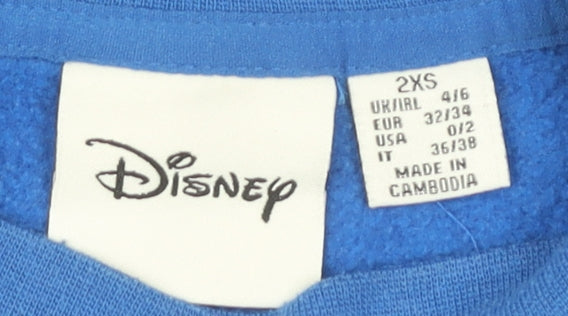 Disney
2XS
UK/IRL 4/6
EUR 32/34
USA 0/2
IT 36/38
MADE IN
CAMBODIA